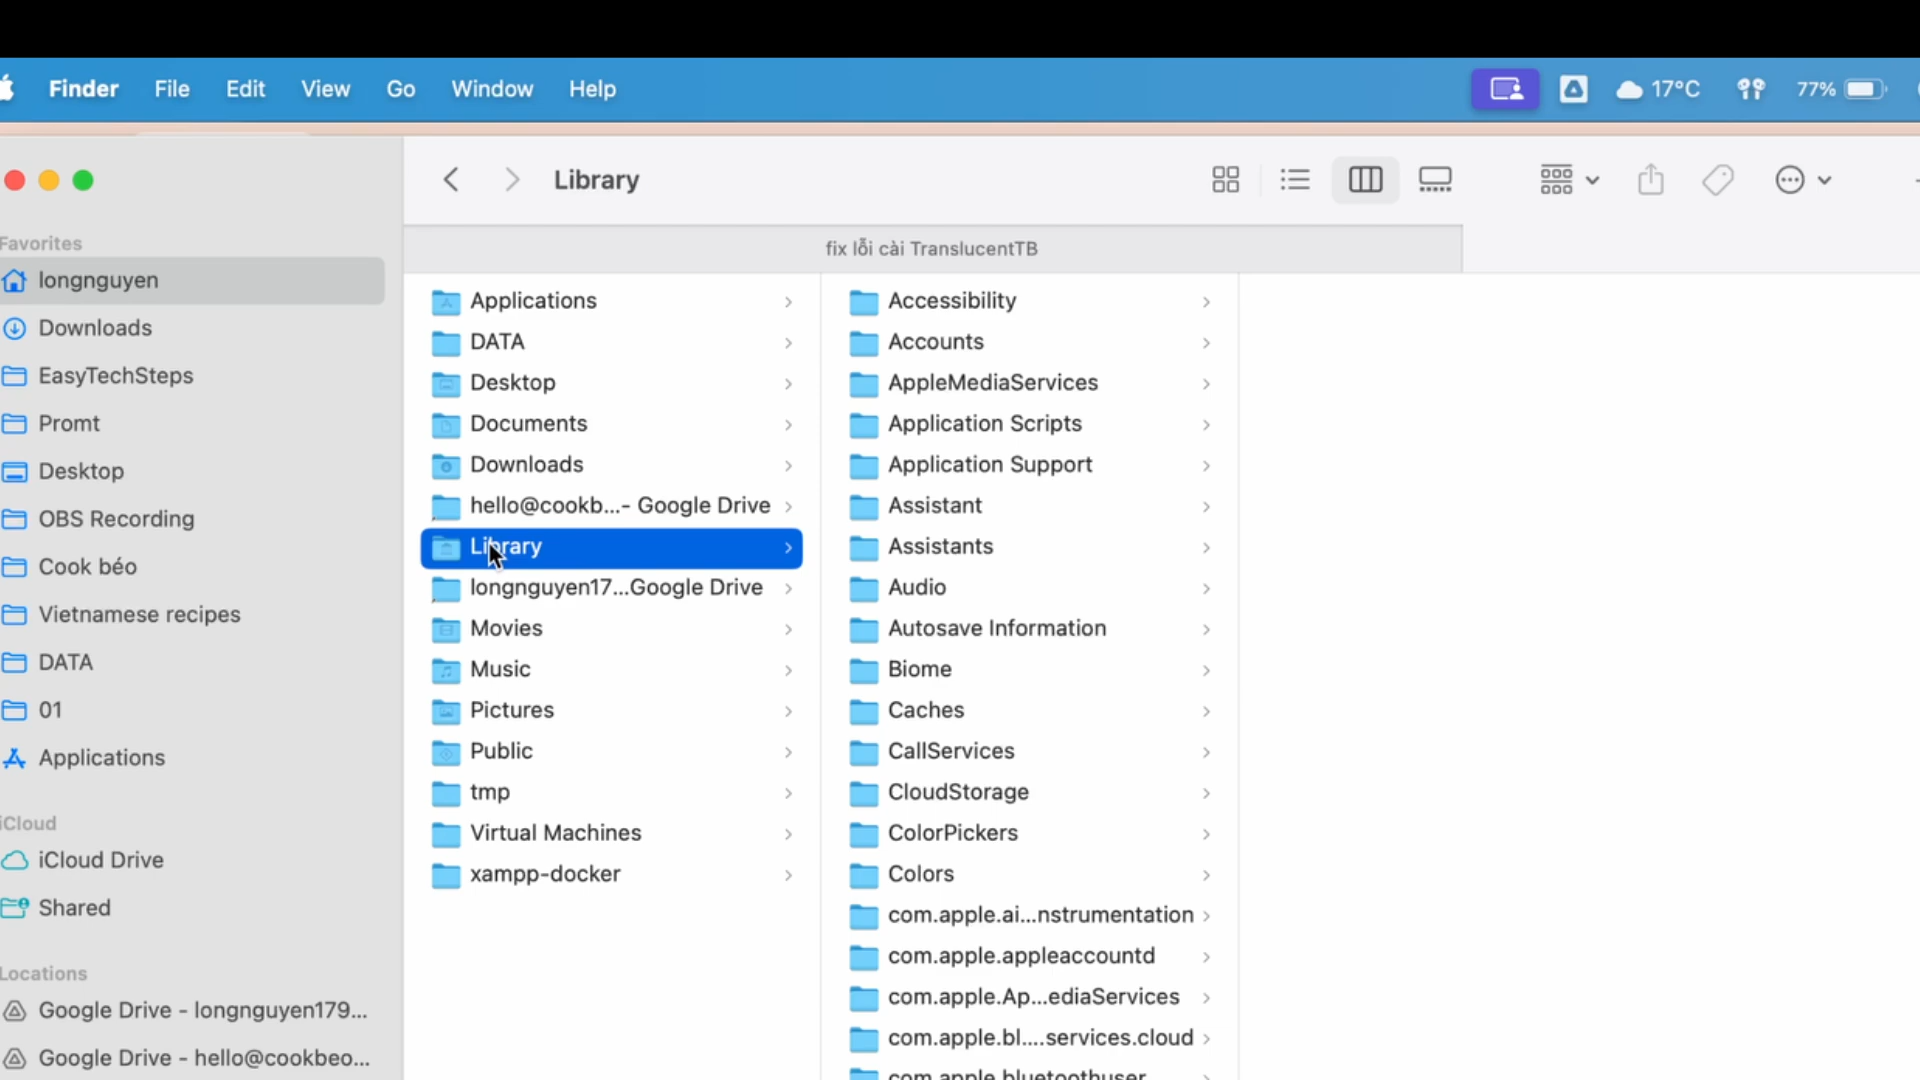 Finder File Edit View Go Window Help 17°C 77%
Library
fix lỗi cài TranslucentTB
Favorites
longnguyen
Downloads
EasyTechSteps
Promt
Desktop
OBS Recording
Cook béo
Vietnamese recipes
DATA
01
Applications
iCloud
iCloud Drive
Shared
Locations
Google Drive - longnguyen179...
Google Drive - hello@cookbeo...
Applications
DATA
Desktop
Documents
Downloads
hello@cookb...- Google Drive
Library
longnguyen17...Google Drive
Movies
Music
Pictures
Public
tmp
Virtual Machines
xampp-docker
Accessibility
Accounts
AppleMediaServices
Application Scripts
Application Support
Assistant
Assistants
Audio
Autosave Information
Biome
Caches
CallServices
CloudStorage
ColorPickers
Colors
com.apple.ai...nstrumentation
com.apple.appleaccountd
com.apple.Ap...ediaServices
com.apple.bl....services.cloud
com.apple.bluetoothuser